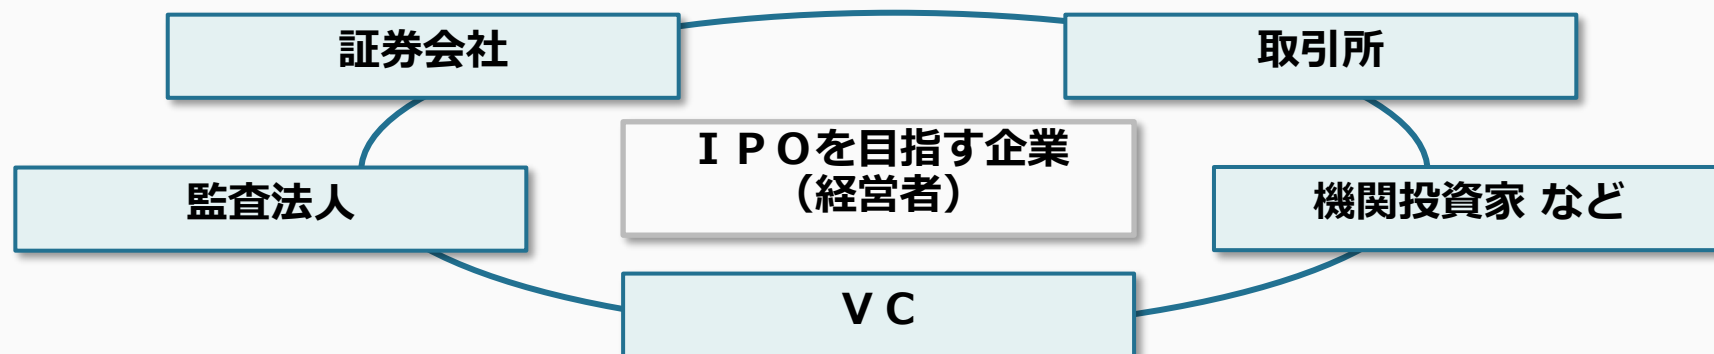 証券会社
取引所
ＩＰＯを目指す企業
（経営者）
監査法人
機関投資家 など
ＶＣ